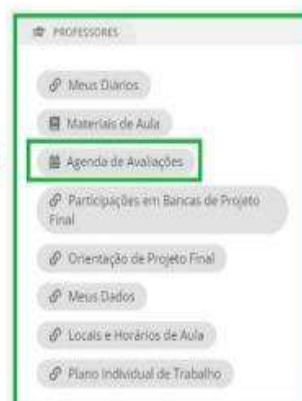 PROFESSORES
Meus Diários
Materiais de Aula
Agenda de Avaliações
Participações em Bancas de Projeto
Final
Orientação de Projeto Final
Meus Dados
Locais e Horários de Aula
Plano Individual de Trabalho